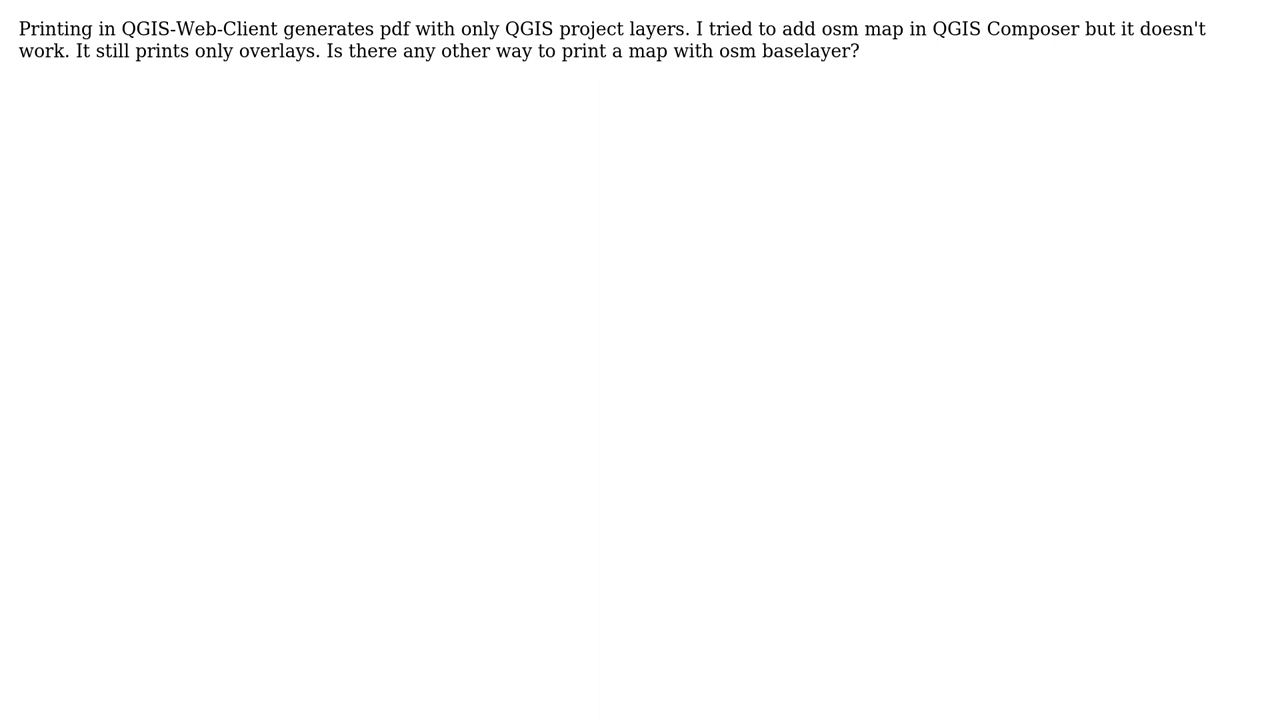 Printing in QGIS-Web-Client generates pdf with only QGIS project layers. I tried to add osm map in QGIS Composer but it doesn't
work. It still prints only overlays. Is there any other way to print a map with osm baselayer?